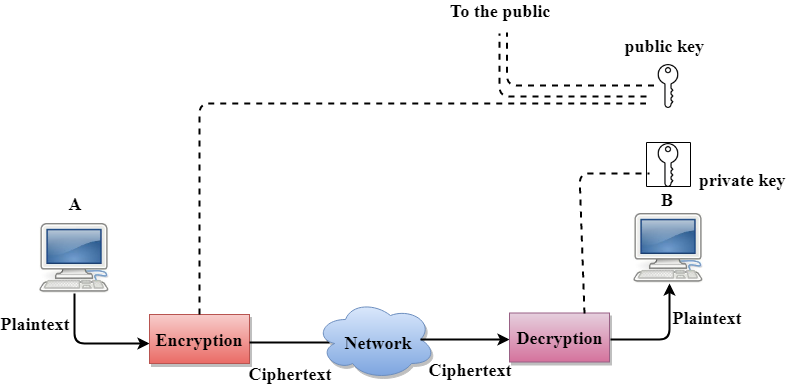 To the public
public key
private key
A
B
Plaintext
Encryption
Ciphertext
Network
Ciphertext
Decryption
Plaintext